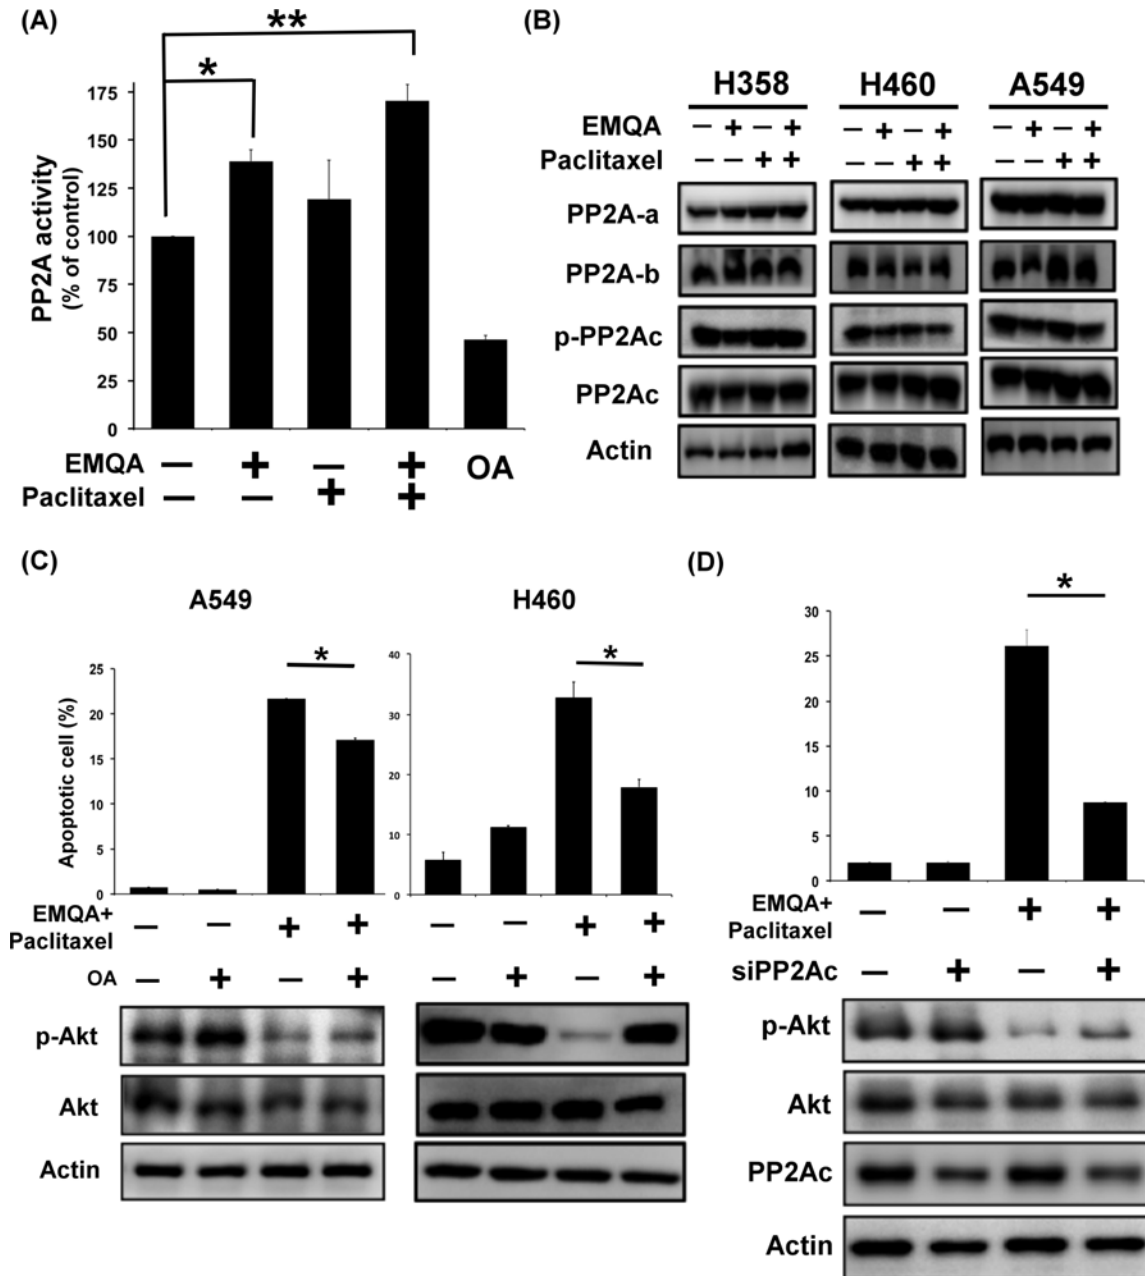 (A)
* **
PP2A activity
(% of control)
175
150
125
100
75
50
25
0
EMQA — + — + OA
Paclitaxel — — + +
(B)
H358 H460 A549
EMQA — + — + — + — + — + — +
Paclitaxel — — + + — — + + — — + +
PP2A-a
PP2A-b
p-PP2Ac
PP2Ac
Actin
(C)
A549 H460
* *
Apoptotic cell (%)
25
20
15
10
5
0
40
30
20
10
0
EMQA+
Paclitaxel — — + + — — + +
OA — + — + — + — +
p-Akt
Akt
Actin
(D)
*
30
25
20
15
10
5
0
EMQA+
Paclitaxel — — + +
siPP2Ac — + — +
p-Akt
Akt
PP2Ac
Actin